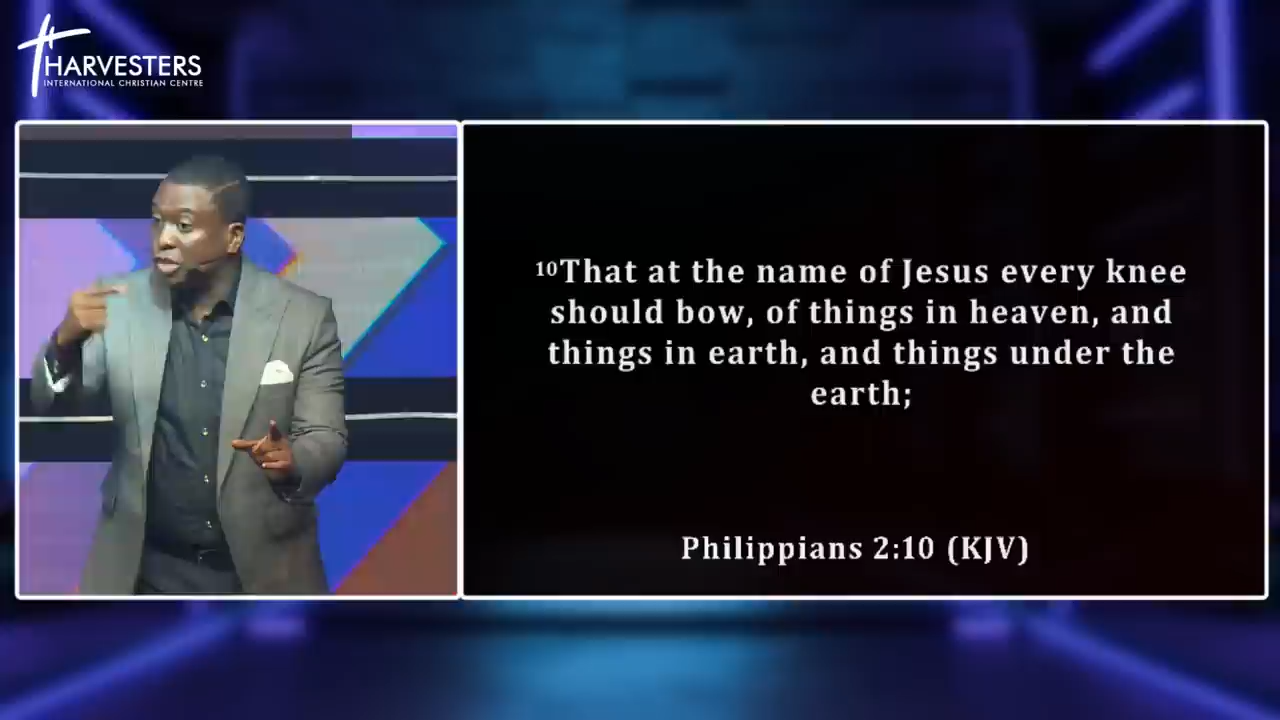 HARVESTERS
INTERNATIONAL CHRISTIAN CENTRE
10That at the name of Jesus every knee
should bow, of things in heaven, and
things in earth, and things under the
earth;
Philippians 2:10 (KJV)